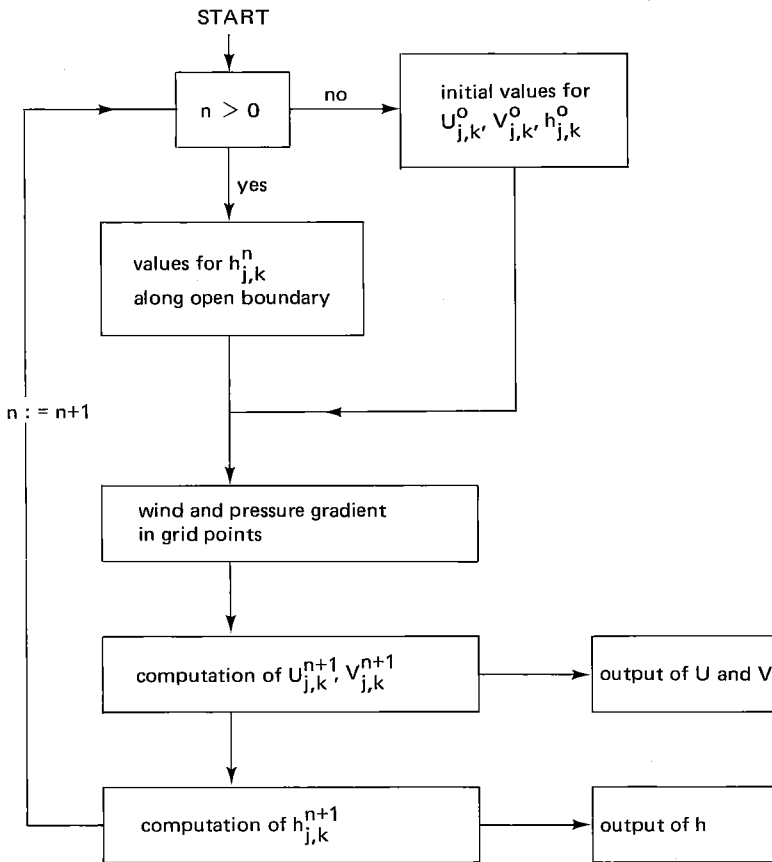 START
n > 0
no
initial values for
U^o_{j,k}, V^o_{j,k}, h^o_{j,k}
yes
values for h^n_{j,k}
along open boundary
n : = n+1
wind and pressure gradient
in grid points
computation of U^{n+1}_{j,k}, V^{n+1}_{j,k}
output of U and V
computation of h^{n+1}_{j,k}
output of h